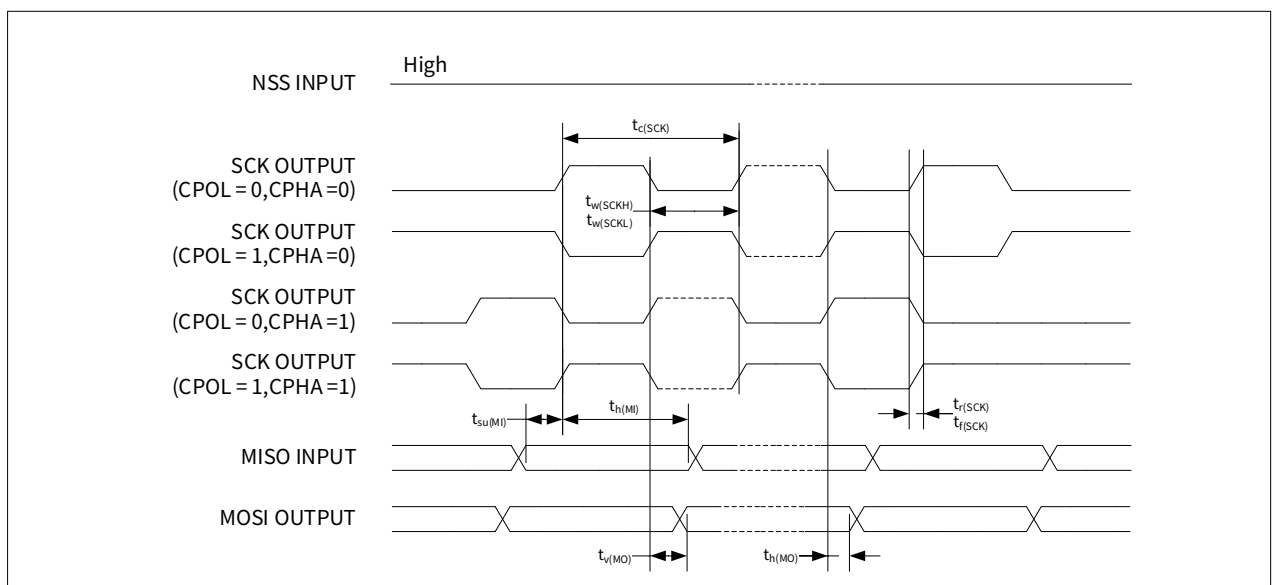 High
NSS INPUT
tc(SCK)
SCK OUTPUT
(CPOL = 0,CPHA =0)
tw(SCKH)
tw(SCKL)
SCK OUTPUT
(CPOL = 1,CPHA =0)
SCK OUTPUT
(CPOL = 0,CPHA =1)
SCK OUTPUT
(CPOL = 1,CPHA =1)
tsu(MI)
th(MI)
tr(SCK)
tf(SCK)
MISO INPUT
MOSI OUTPUT
tv(MO)
th(MO)